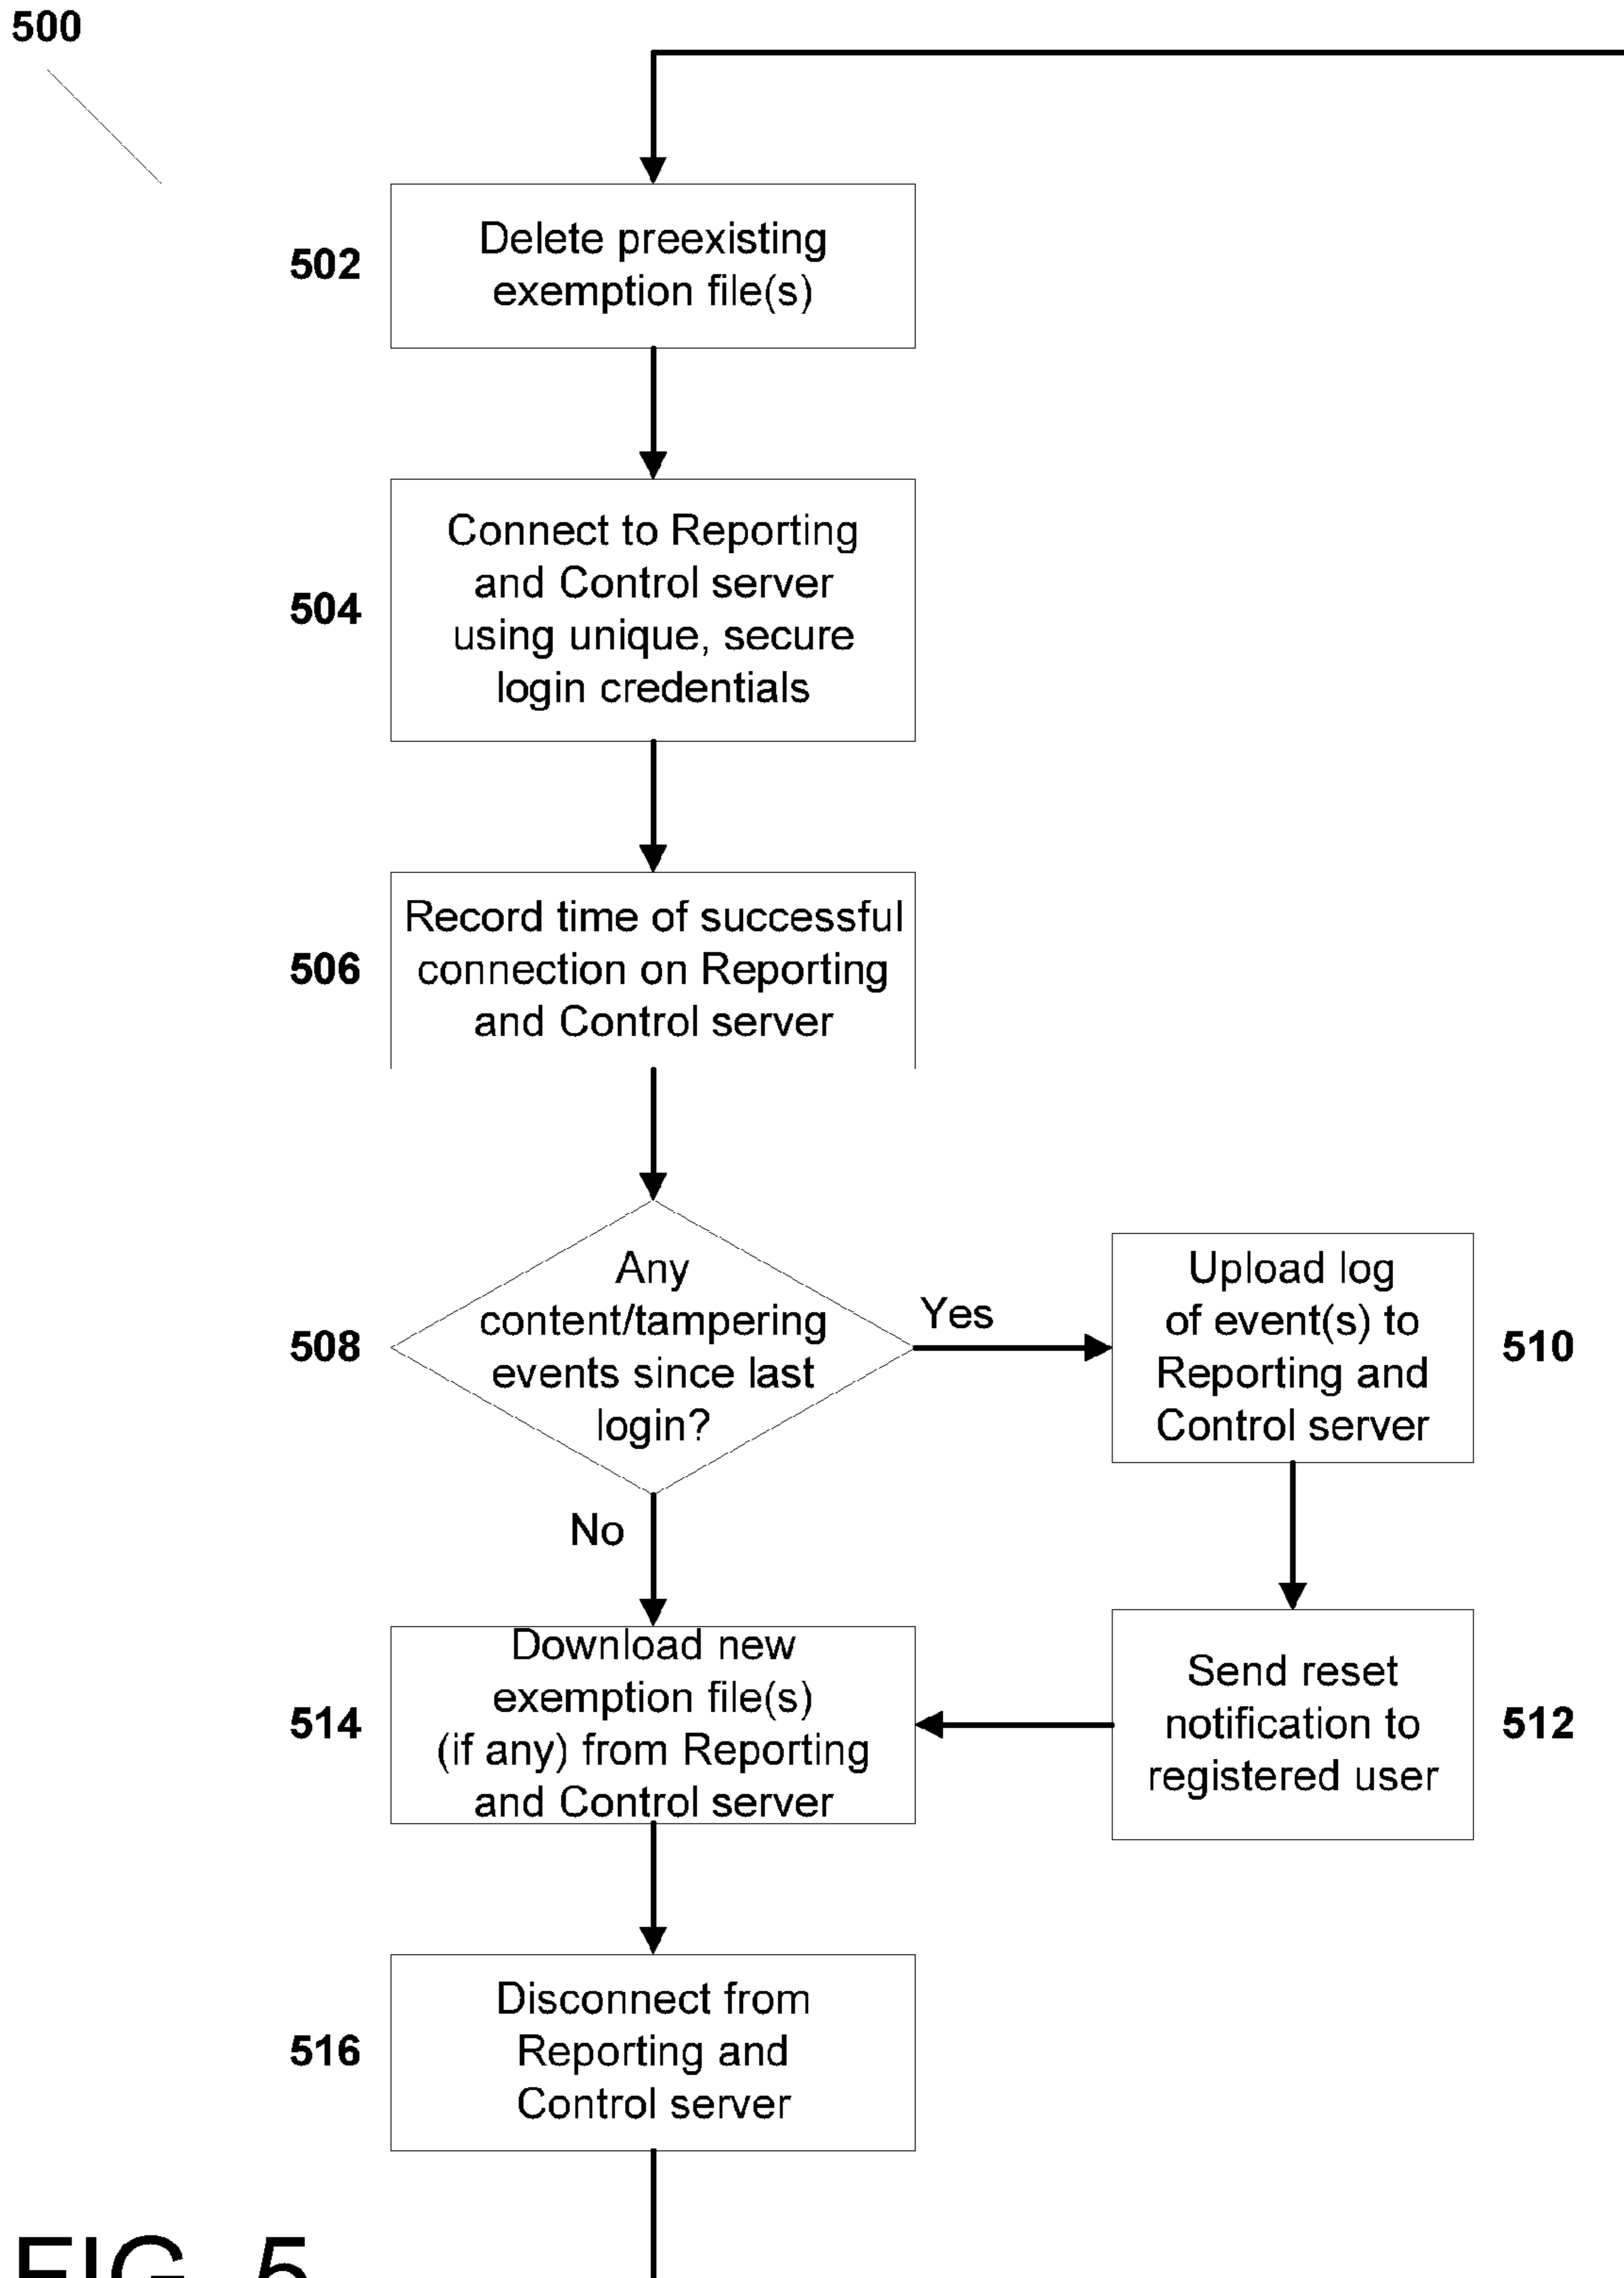 500
502
Delete preexisting
exemption file(s)
504
Connect to Reporting
and Control server
using unique, secure
login credentials
506
Record time of successful
connection on Reporting
and Control server
508
Any
content/tampering
events since last
login?
Yes
No
510
Upload log
of event(s) to
Reporting and
Control server
512
Send reset
notification to
registered user
514
Download new
exemption file(s)
(if any) from Reporting
and Control server
516
Disconnect from
Reporting and
Control server
FIG. 5